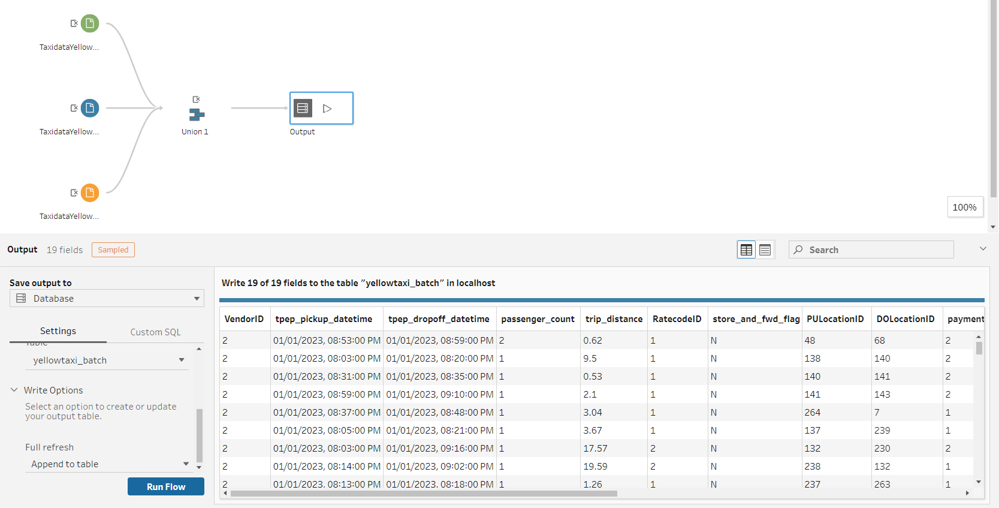 TaxidataYellow...
TaxidataYellow...
Union 1
Output
TaxidataYellow...
100%
Output 19 fields Sampled
Search
Save output to
Database
Settings Custom SQL
Table
yellowtaxi_batch
Write Options
Select an option to create or update
your output table.
Full refresh
Append to table
Run Flow
Write 19 of 19 fields to the table "yellowtaxi_batch" in localhost
VendorID tpep_pickup_datetime tpep_dropoff_datetime passenger_count trip_distance RatecodeID store_and_fwd_flag PULocationID DOLocationID payment
2 01/01/2023, 08:53:00 PM 01/01/2023, 08:59:00 PM 2 0.62 1 N 48 68 2
2 01/01/2023, 08:03:00 PM 01/01/2023, 08:20:00 PM 1 9.5 1 N 138 140 2
2 01/01/2023, 08:31:00 PM 01/01/2023, 08:35:00 PM 1 0.53 1 N 140 141 2
2 01/01/2023, 08:59:00 PM 01/01/2023, 09:10:00 PM 1 2.1 1 N 141 143 2
2 01/01/2023, 08:37:00 PM 01/01/2023, 08:48:00 PM 1 3.04 1 N 264 7 1
2 01/01/2023, 08:05:00 PM 01/01/2023, 08:21:00 PM 1 3.67 1 N 137 239 1
2 01/01/2023, 08:03:00 PM 01/01/2023, 09:16:00 PM 1 17.57 2 N 132 230 2
2 01/01/2023, 08:14:00 PM 01/01/2023, 09:02:00 PM 1 19.59 2 N 238 132 1
2 01/01/2023, 08:13:00 PM 01/01/2023, 08:18:00 PM 1 1.26 1 N 237 263 1